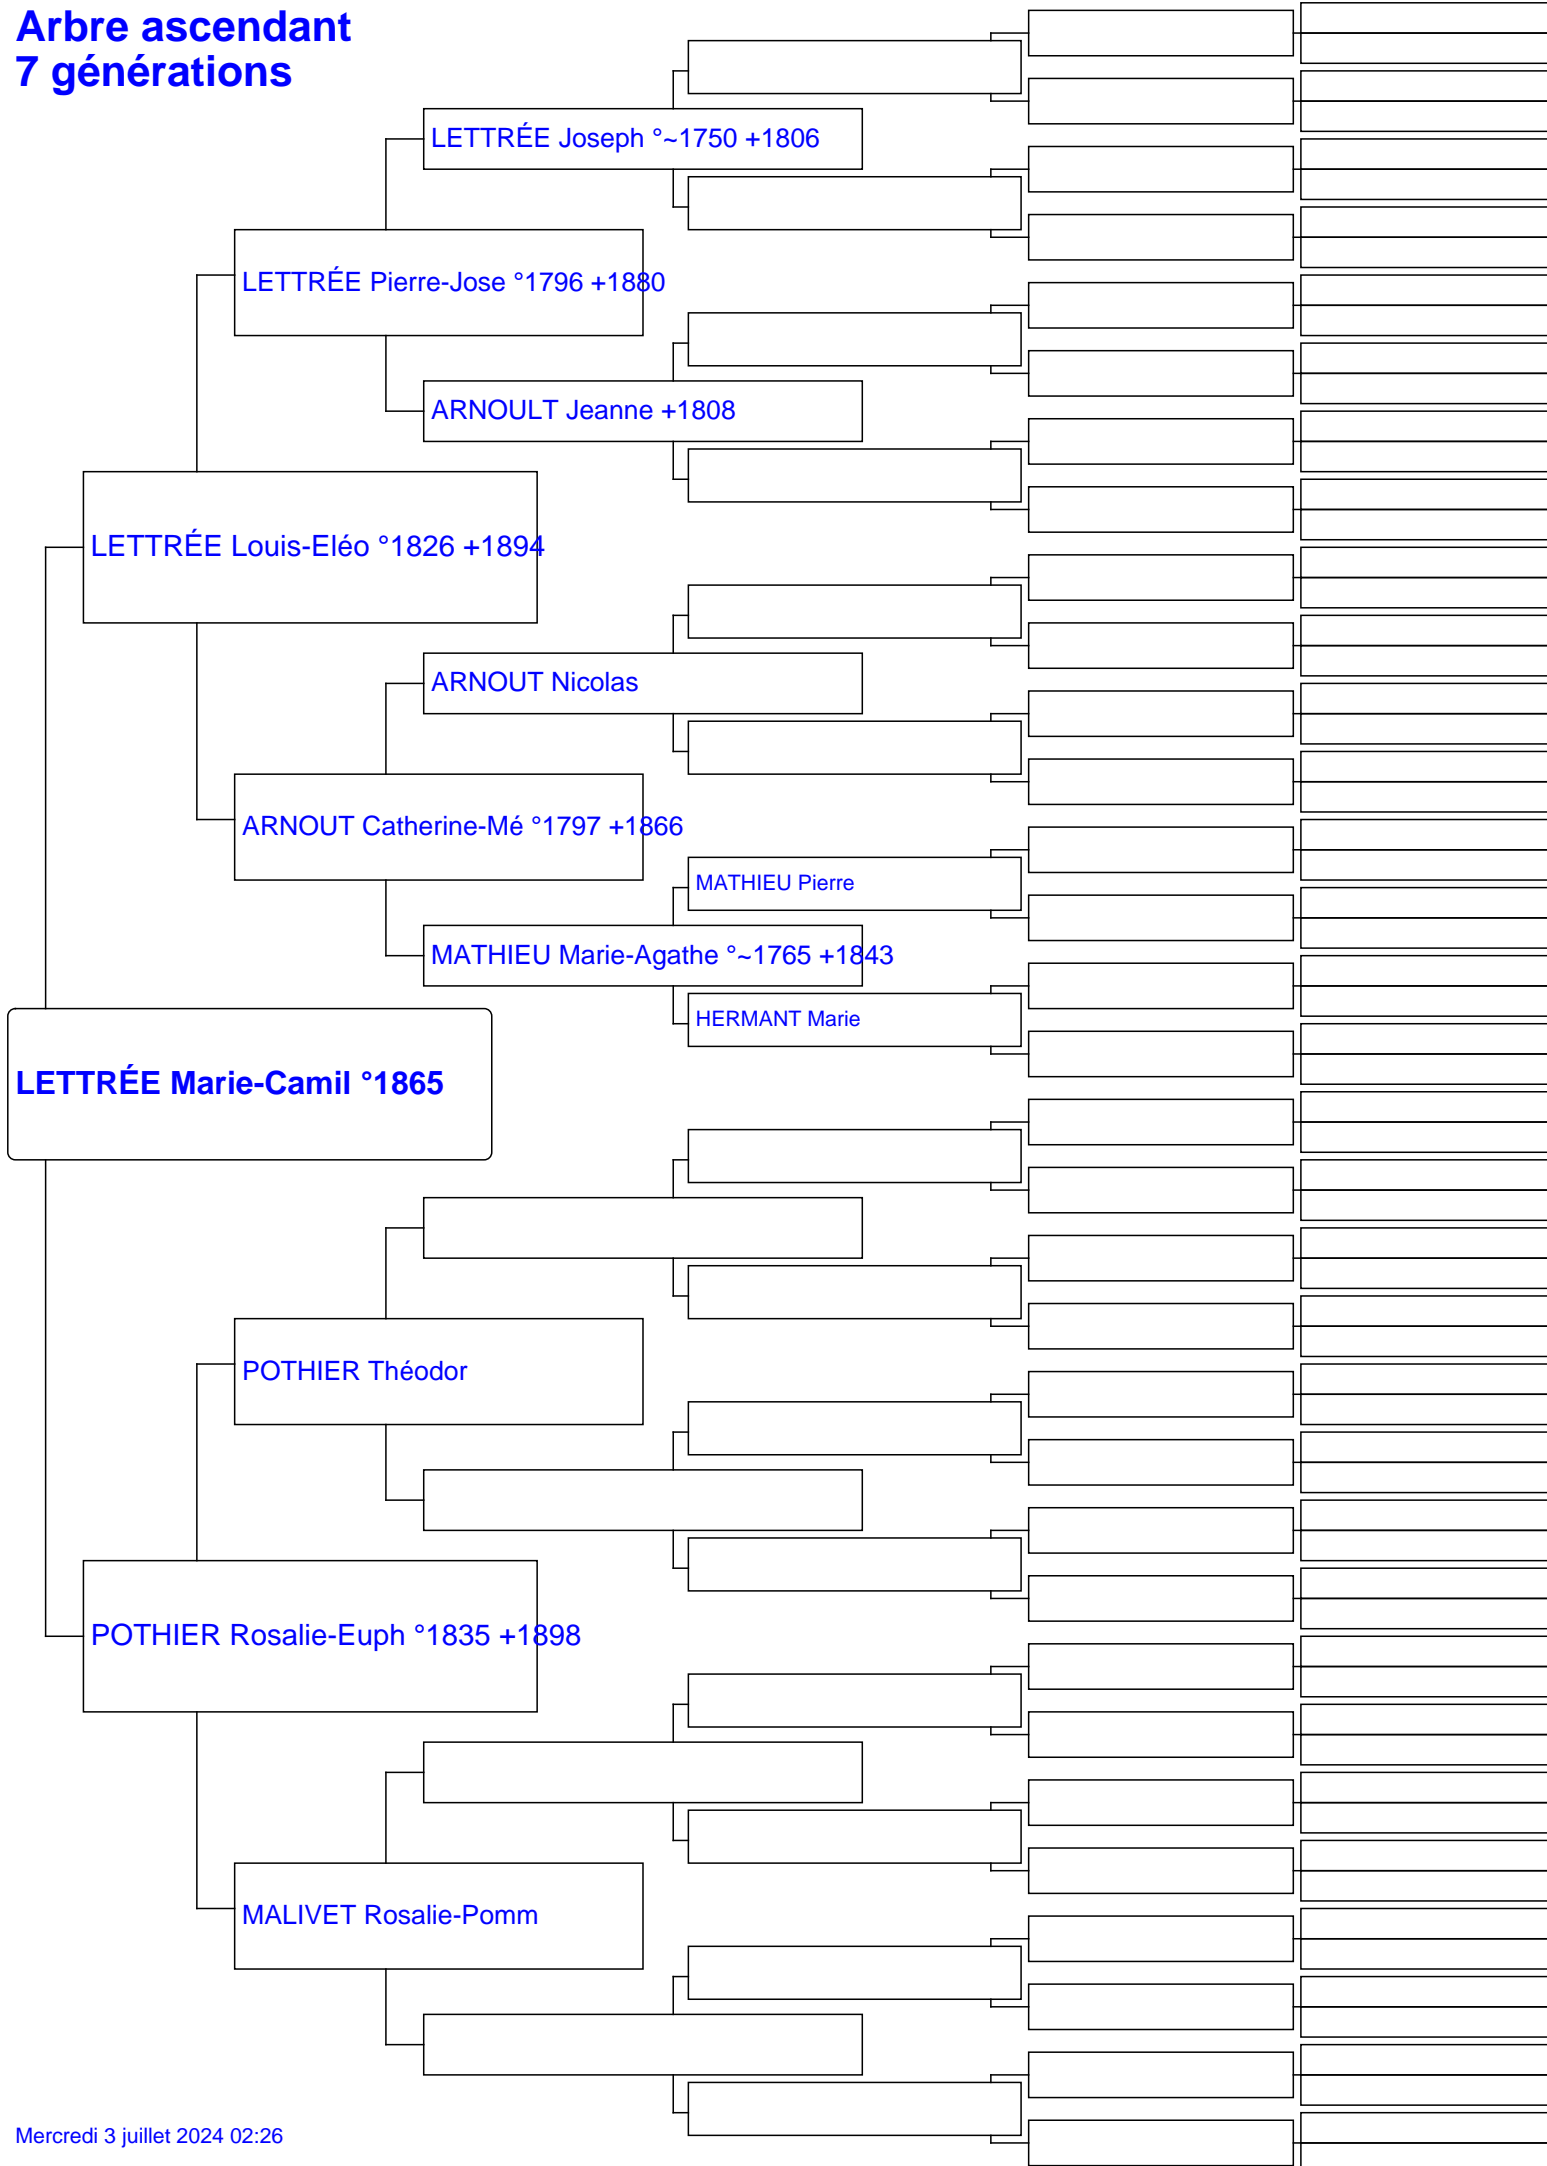 Arbre ascendant
7 générations
LETTRÉE Joseph °~1750 +1806
LETTRÉE Pierre-Jose °1796 +1880
ARNOULT Jeanne +1808
LETTRÉE Louis-Eléo °1826 +1894
ARNOUT Nicolas
ARNOUT Catherine-Mé °1797 +1866
MATHIEU Pierre
MATHIEU Marie-Agathe °~1765 +1843
HERMANT Marie
LETTRÉE Marie-Camil °1865
POTHIER Théodor
POTHIER Rosalie-Euph °1835 +1898
MALIVET Rosalie-Pomm
Mercredi 3 juillet 2024 02:26